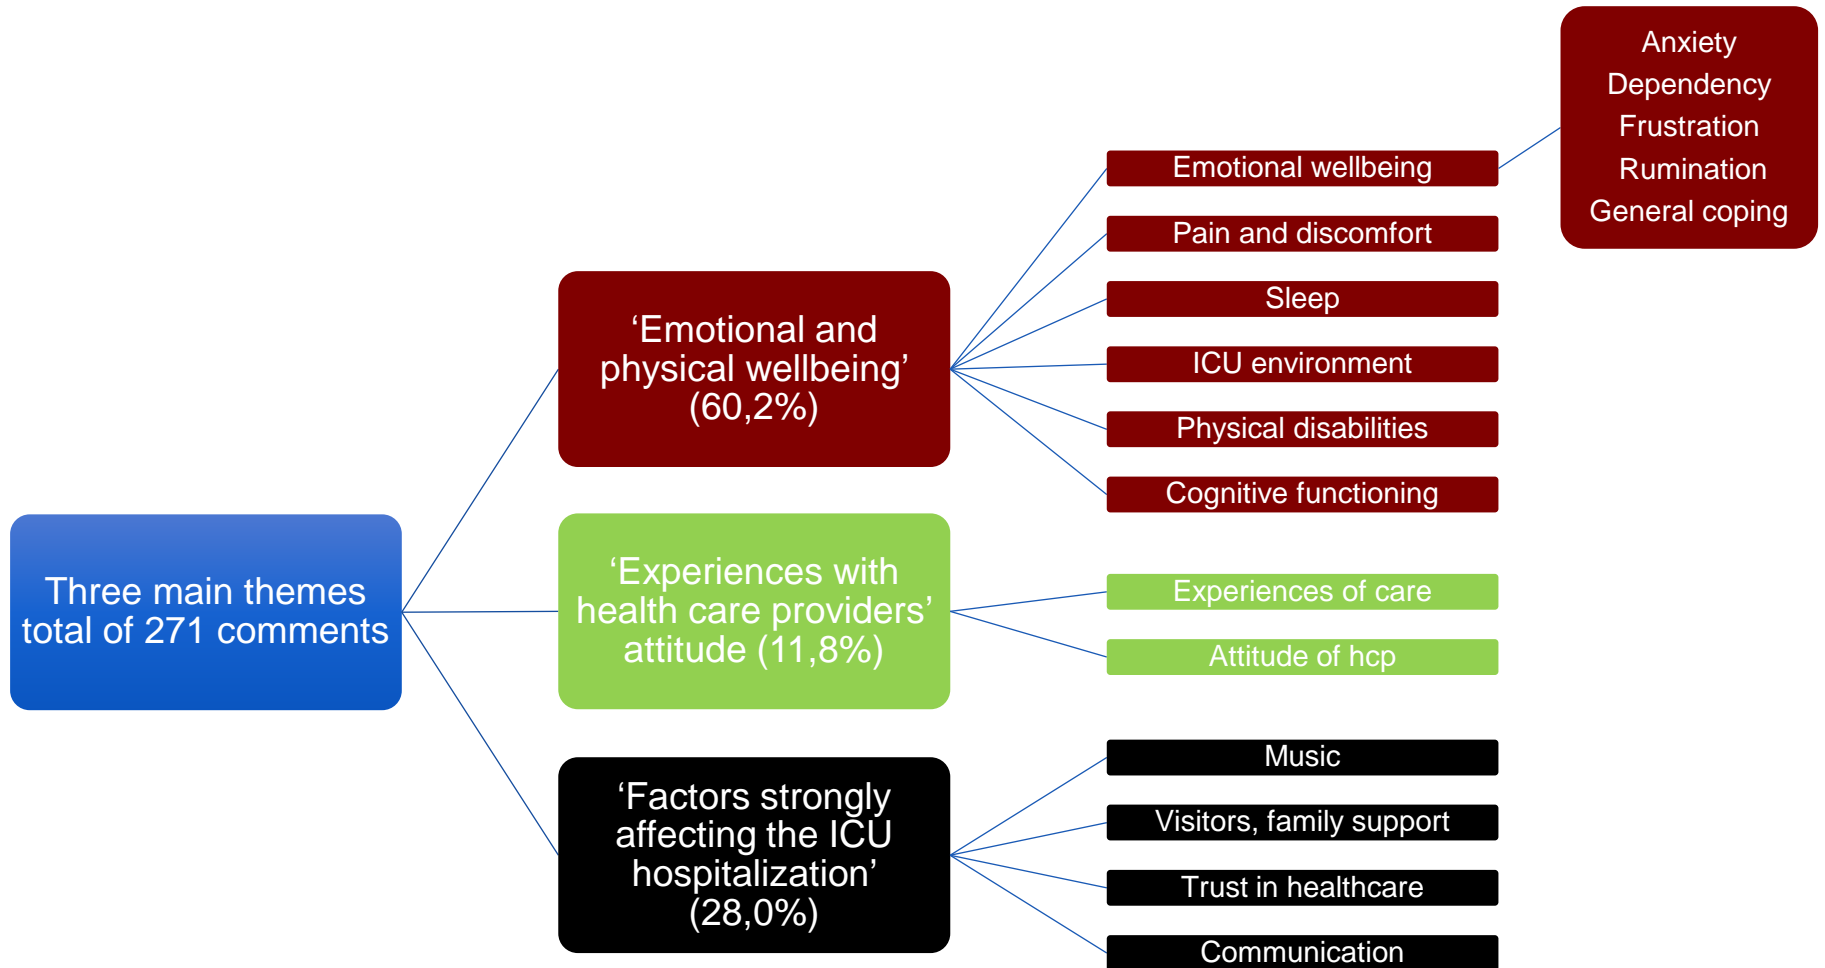 Three main themes
total of 271 comments
‘Emotional and
physical wellbeing’
(60,2%)
Emotional wellbeing
Anxiety
Dependency
Frustration
Rumination
General coping
Pain and discomfort
Sleep
ICU environment
Physical disabilities
Cognitive functioning
‘Experiences with
health care providers’
attitude (11,8%)
Experiences of care
Attitude of hcp
‘Factors strongly
affecting the ICU
hospitalization’
(28,0%)
Music
Visitors, family support
Trust in healthcare
Communication